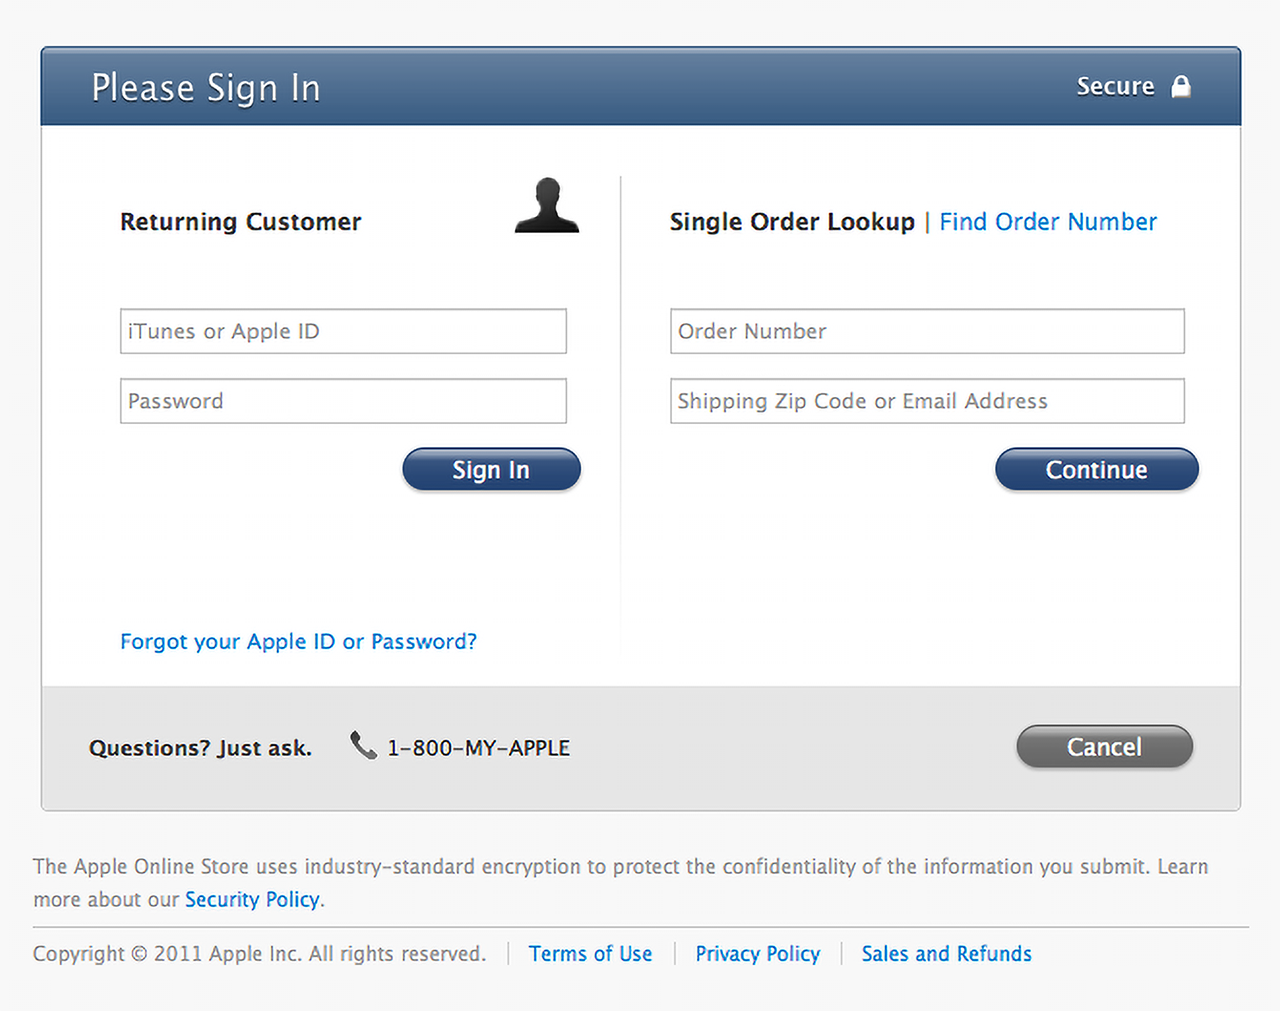 Please Sign In
Secure
Returning Customer
iTunes or Apple ID
Password
Sign In
Forgot your Apple ID or Password?
Single Order Lookup | Find Order Number
Order Number
Shipping Zip Code or Email Address
Continue
Questions? Just ask.
1-800-MY-APPLE
Cancel
The Apple Online Store uses industry-standard encryption to protect the confidentiality of the information you submit. Learn
more about our Security Policy.
Copyright © 2011 Apple Inc. All rights reserved. | Terms of Use | Privacy Policy | Sales and Refunds